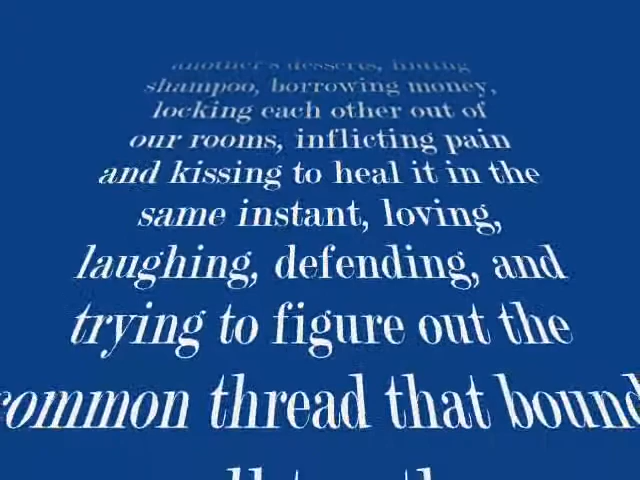 another's desserts, hiding
shampoo, borrowing money,
locking each other out of
our rooms, inflicting pain
and kissing to heal it in the
same instant, loving,
laughing, defending, and
trying to figure out the
common thread that bound